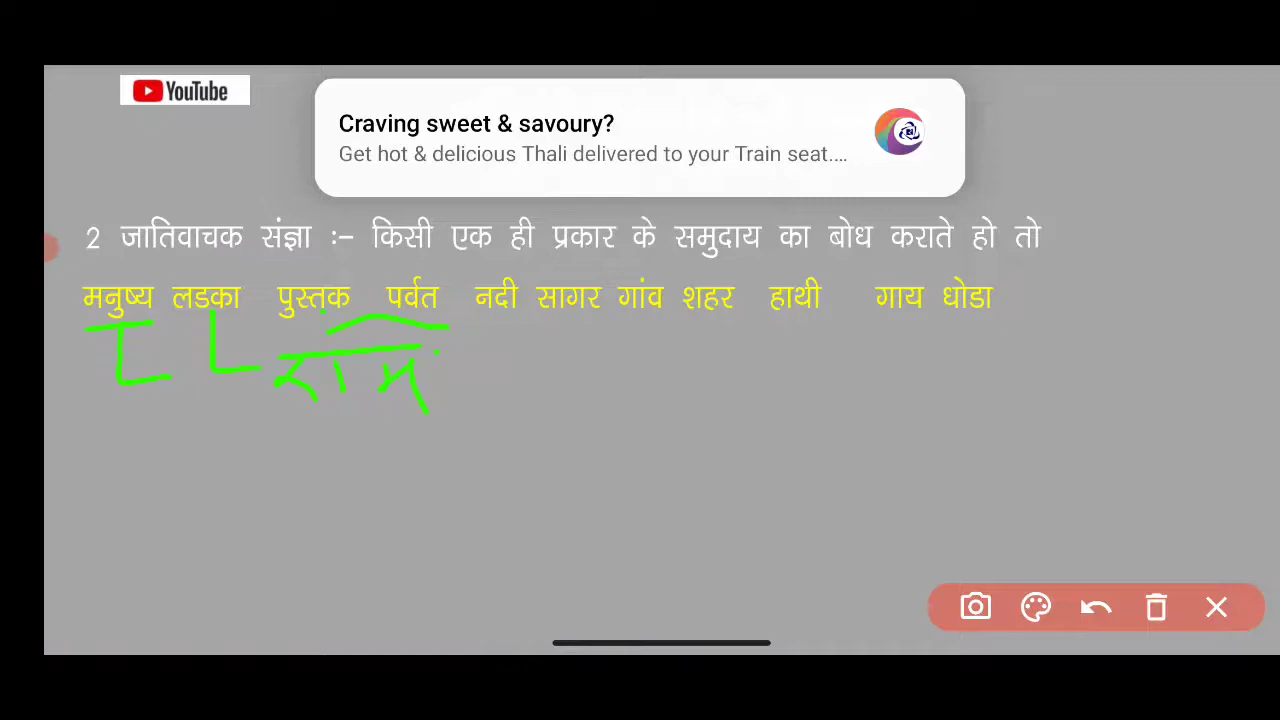 YouTube
Craving sweet & savoury?
Get hot & delicious Thali delivered to your Train seat....
2 जातिवाचक संज्ञा :– किसी एक ही प्रकार के समुदाय का बोध कराते हो तो
मनुष्य लडका पुस्तक पर्वत नदी सागर गांव शहर हाथी गाय धोडा
राम